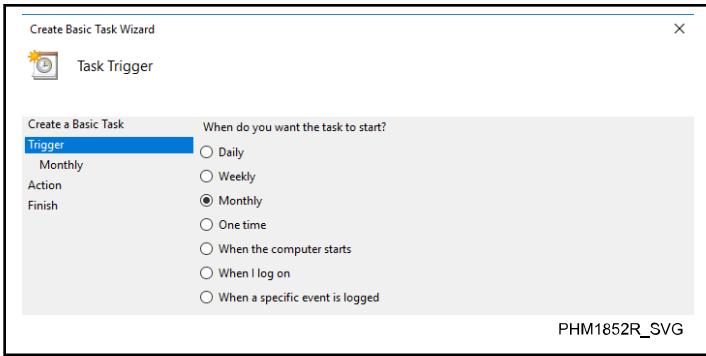 Create Basic Task Wizard
Task Trigger
Create a Basic Task
Trigger
Monthly
Action
Finish
When do you want the task to start?
Daily
Weekly
Monthly
One time
When the computer starts
When I log on
When a specific event is logged
PHM1852R_SVG